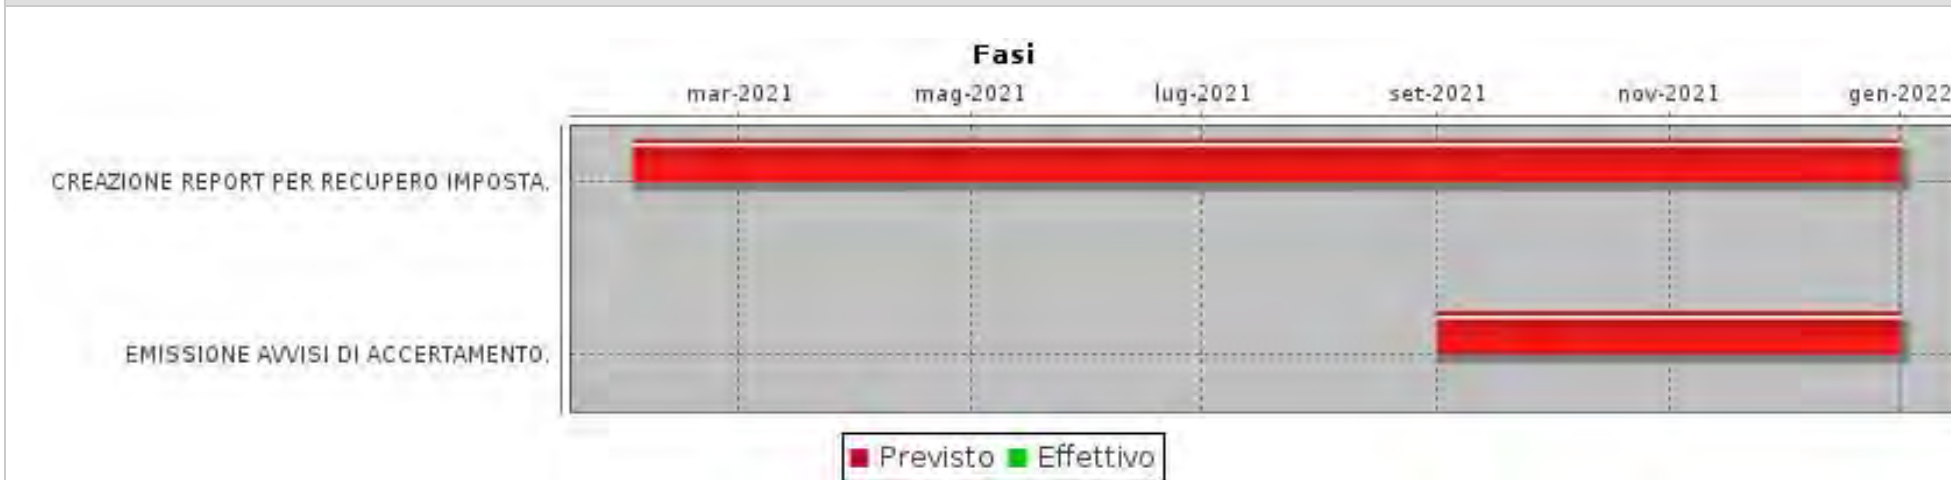 Fasi
mar-2021 mag-2021 lug-2021 set-2021 nov-2021 gen-2022
CREAZIONE REPORT PER RECUPERO IMPOSTA.
EMISSIONE AVVISI DI ACCERTAMENTO.
Previsto Effettivo